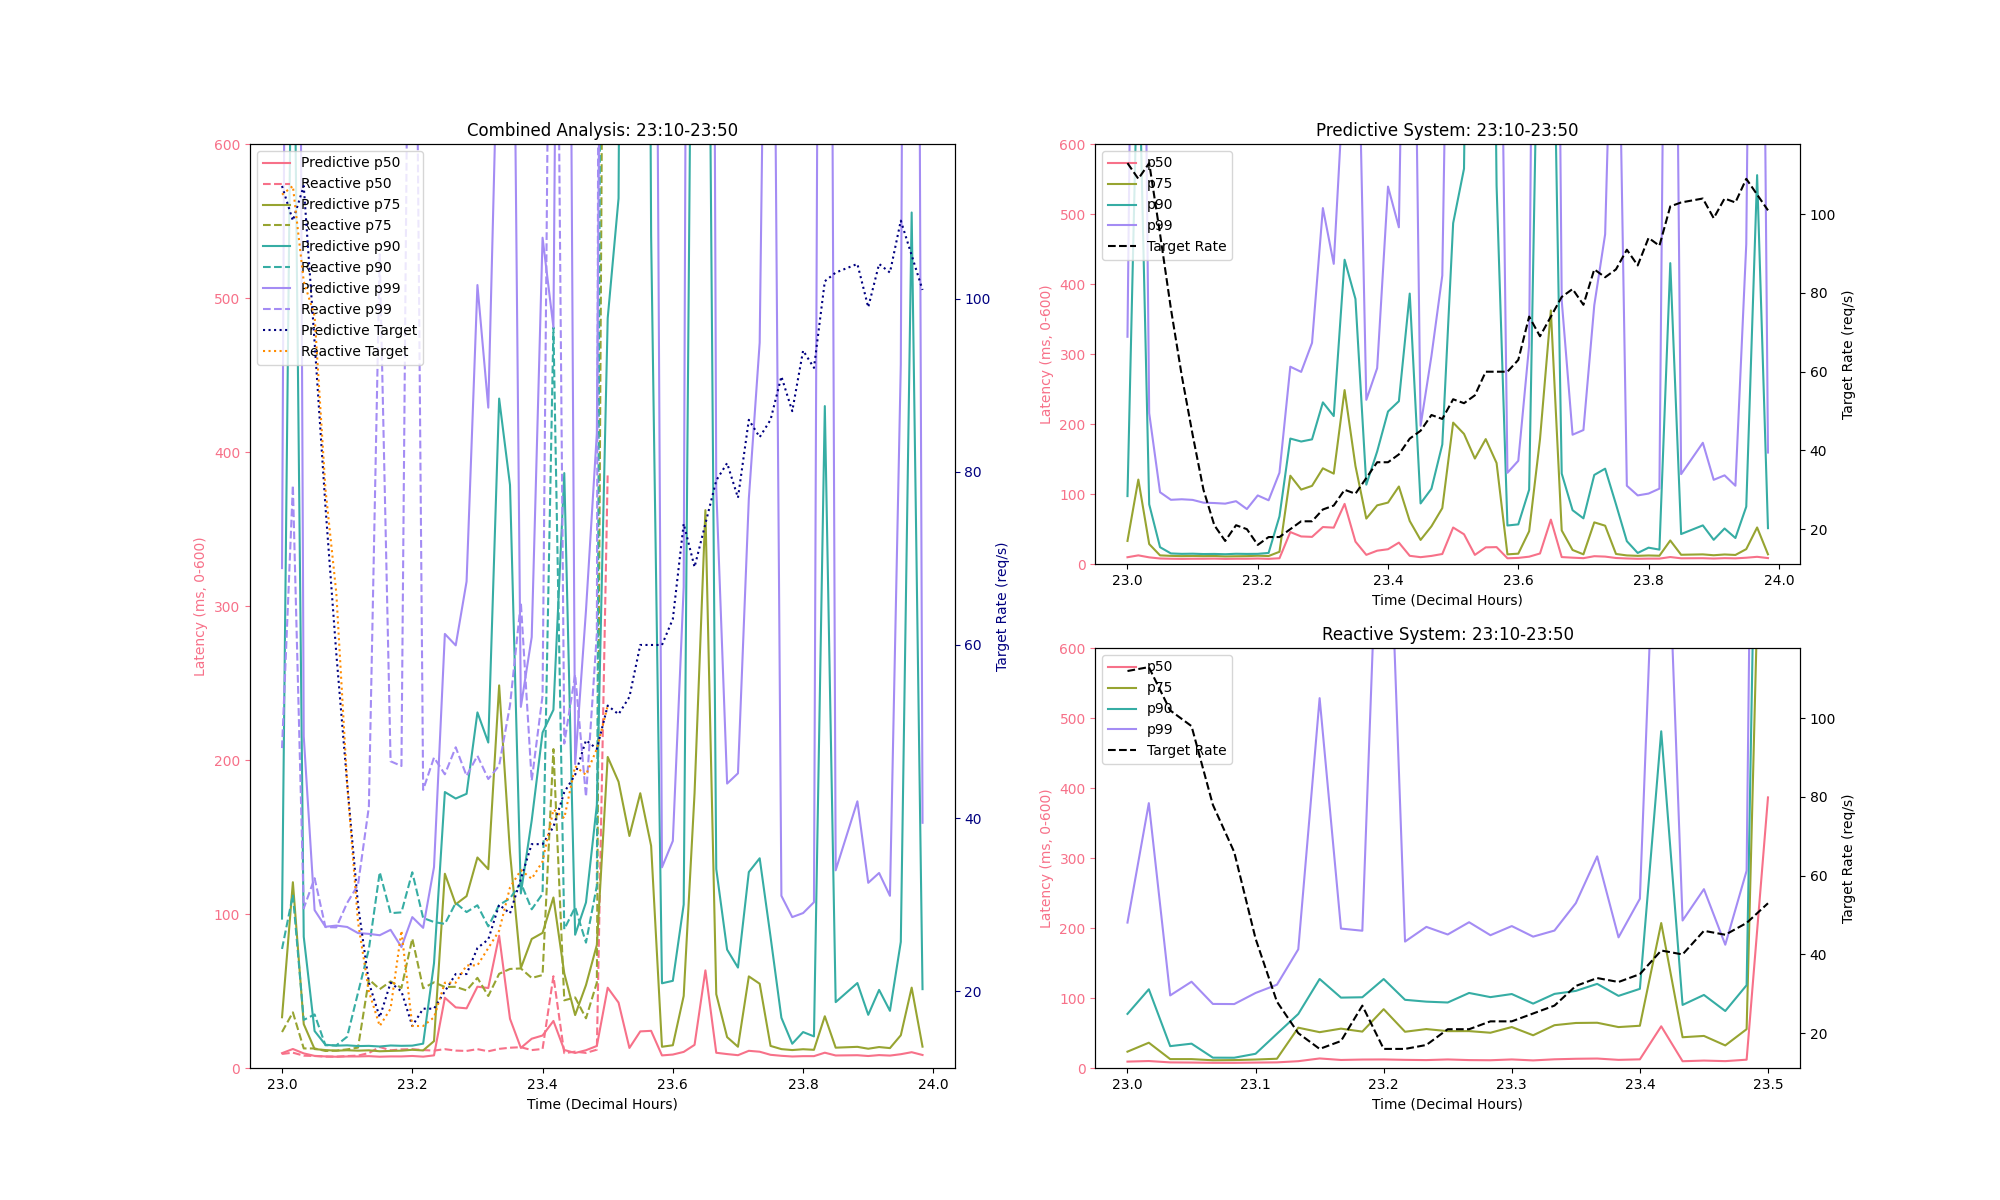 Combined Analysis: 23:10-23:50
600
500
400
300
200
100
0
Latency (ms, 0-600)
Predictive p50
Reactive p50
Predictive p75
Reactive p75
Predictive p90
Reactive p90
Predictive p99
Reactive p99
Predictive Target
Reactive Target
100
80
60
40
20
Target Rate (req/s)
23.0 23.2 23.4 23.6 23.8 24.0
Time (Decimal Hours)
Predictive System: 23:10-23:50
600
500
400
300
200
100
0
Latency (ms, 0-600)
p50
p75
p90
p99
Target Rate
100
80
60
40
20
Target Rate (req/s)
23.0 23.2 23.4 23.6 23.8 24.0
Time (Decimal Hours)
Reactive System: 23:10-23:50
600
500
400
300
200
100
0
Latency (ms, 0-600)
p50
p75
p90
p99
Target Rate
100
80
60
40
20
Target Rate (req/s)
23.0 23.1 23.2 23.3 23.4 23.5
Time (Decimal Hours)